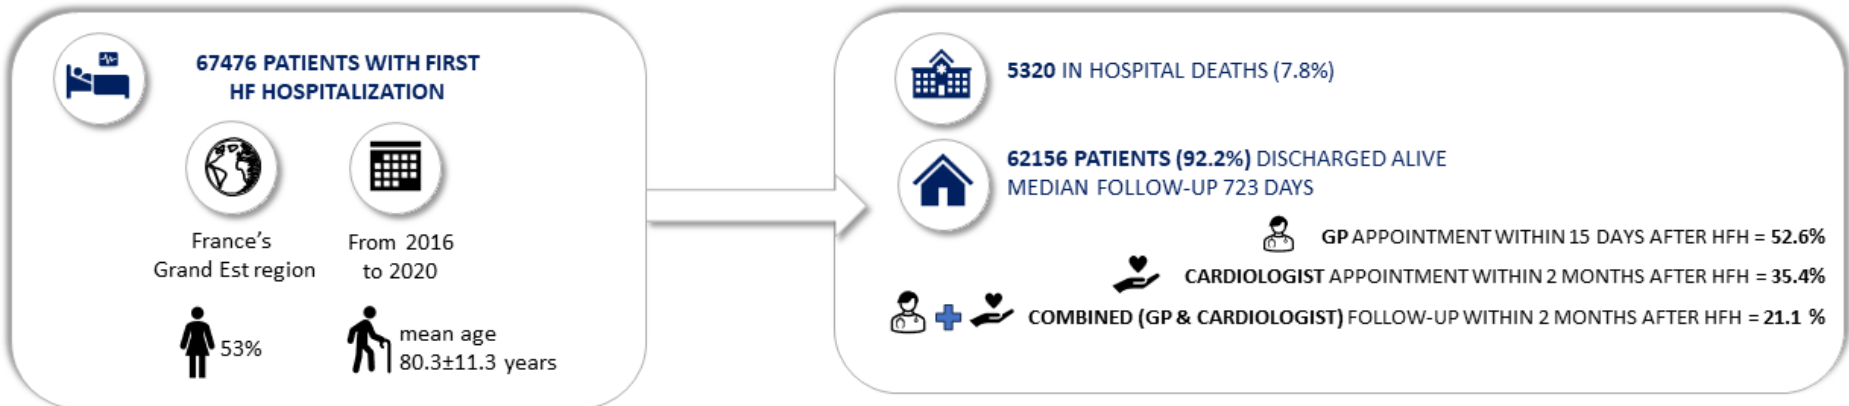 67476 PATIENTS WITH FIRST
HF HOSPITALIZATION
France's
Grand Est region
From 2016
to 2020
53%
mean age
80.3±11.3 years
5320 IN HOSPITAL DEATHS (7.8%)
62156 PATIENTS (92.2%) DISCHARGED ALIVE
MEDIAN FOLLOW-UP 723 DAYS
GP APPOINTMENT WITHIN 15 DAYS AFTER HFH = 52.6%
CARDIOLOGIST APPOINTMENT WITHIN 2 MONTHS AFTER HFH = 35.4%
COMBINED (GP & CARDIOLOGIST) FOLLOW-UP WITHIN 2 MONTHS AFTER HFH = 21.1 %